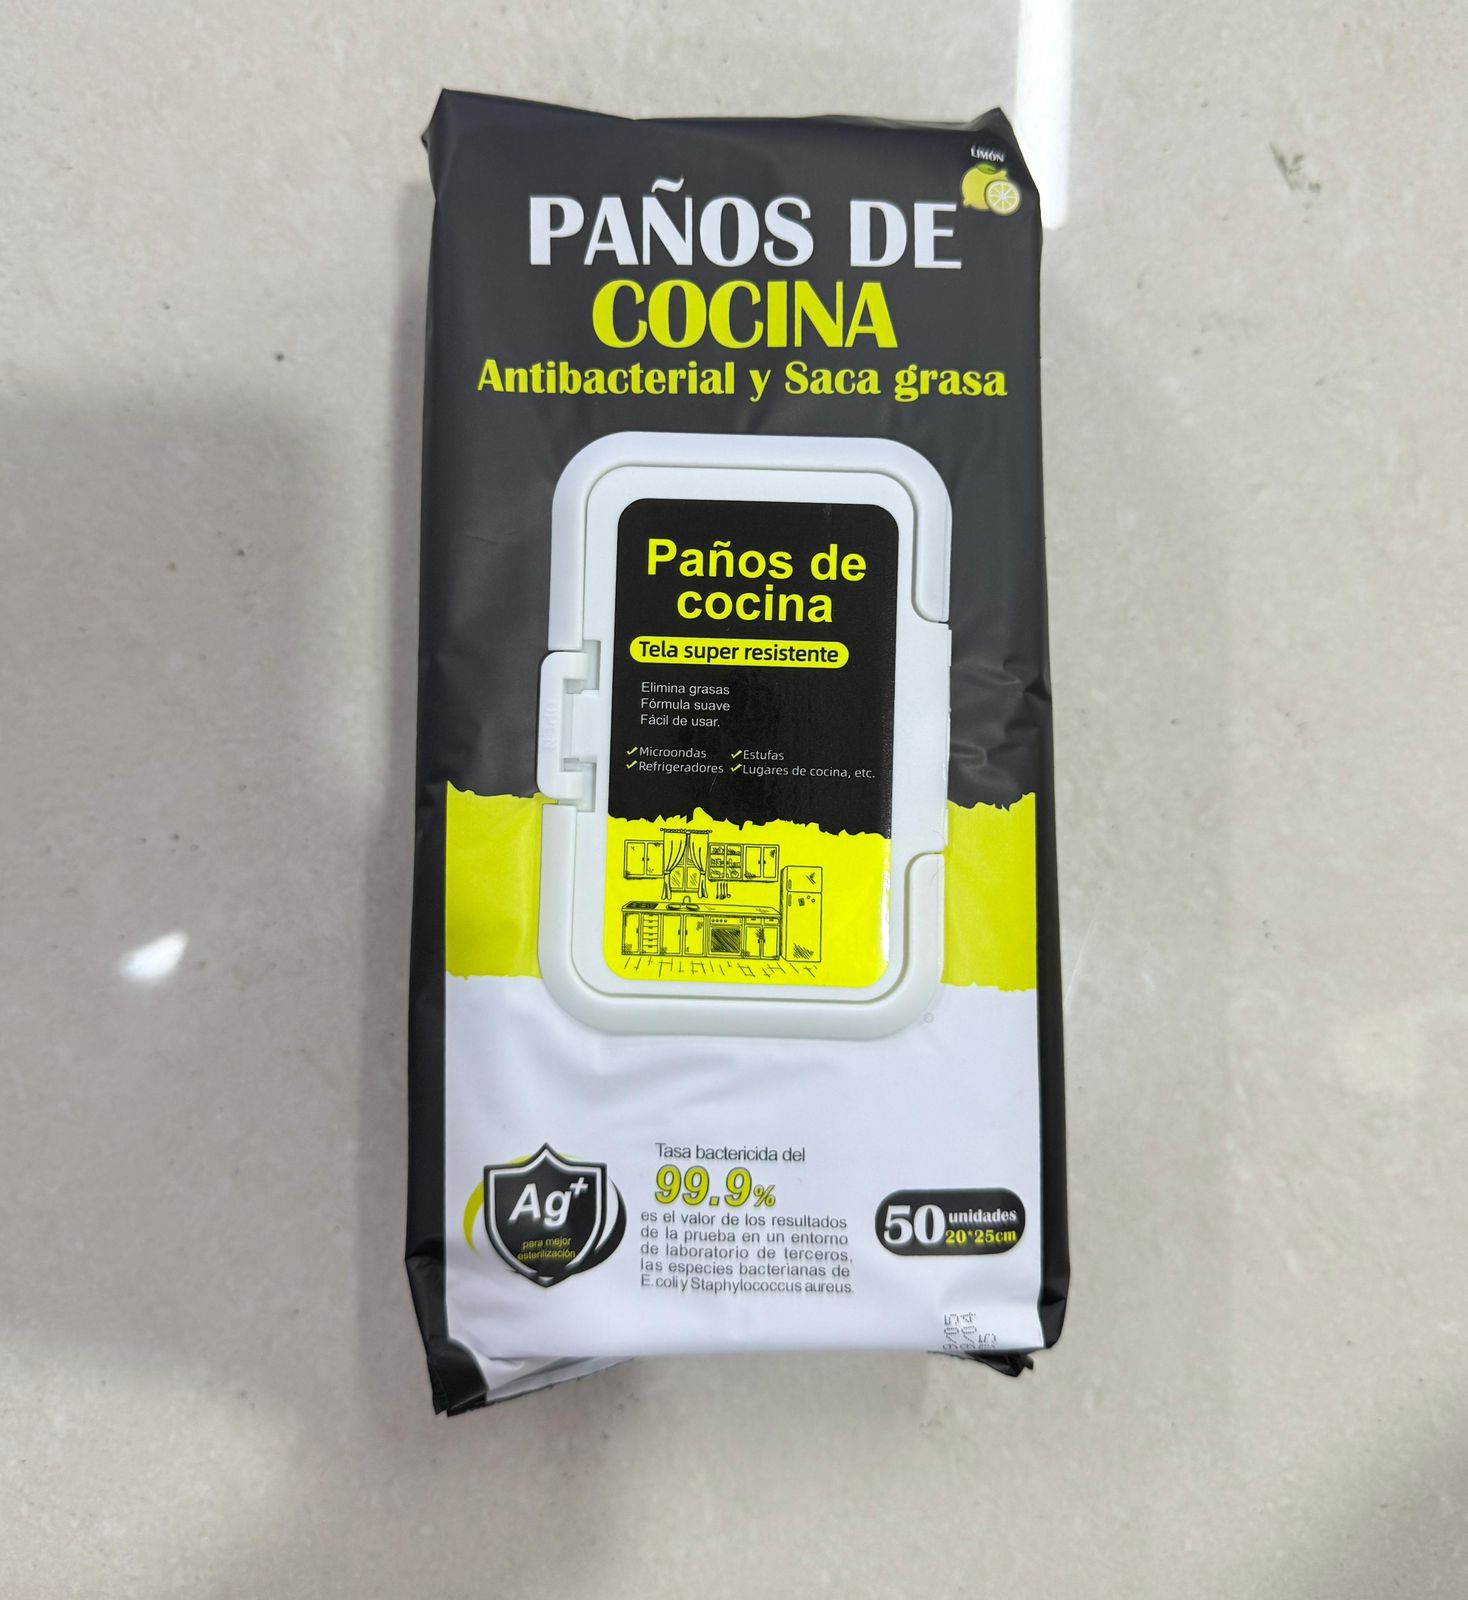 LIMÓN
PAÑOS DE
COCINA
Antibacterial y Saca grasa
Paños de
cocina
Tela super resistente
Elimina grasas
Fórmula suave
Fácil de usar.
Microondas
Estufas
Refrigeradores
Lugares de cocina, etc.
OPEN
Ag+
para mejor
esterilización
Tasa bactericida del
99.9%
es el valor de los resultados
de la prueba en un entorno
de laboratorio de terceros,
las especies bacterianas de
E. coli y Staphylococcus aureus.
50 unidades
20*25cm